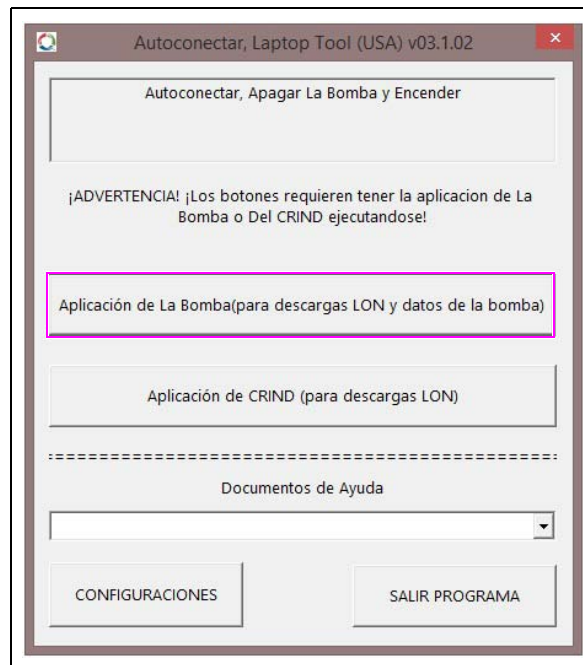 Autoconectar, Laptop Tool (USA) v03.1.02
Autoconectar, Apagar La Bomba y Encender
¡ADVERTENCIA! ¡Los botones requieren tener la aplicacion de La
Bomba o Del CRIND ejecutandose!
Aplicación de La Bomba(para descargas LON y datos de la bomba)
Aplicación de CRIND (para descargas LON)
Documentos de Ayuda
CONFIGURACIONES
SALIR PROGRAMA